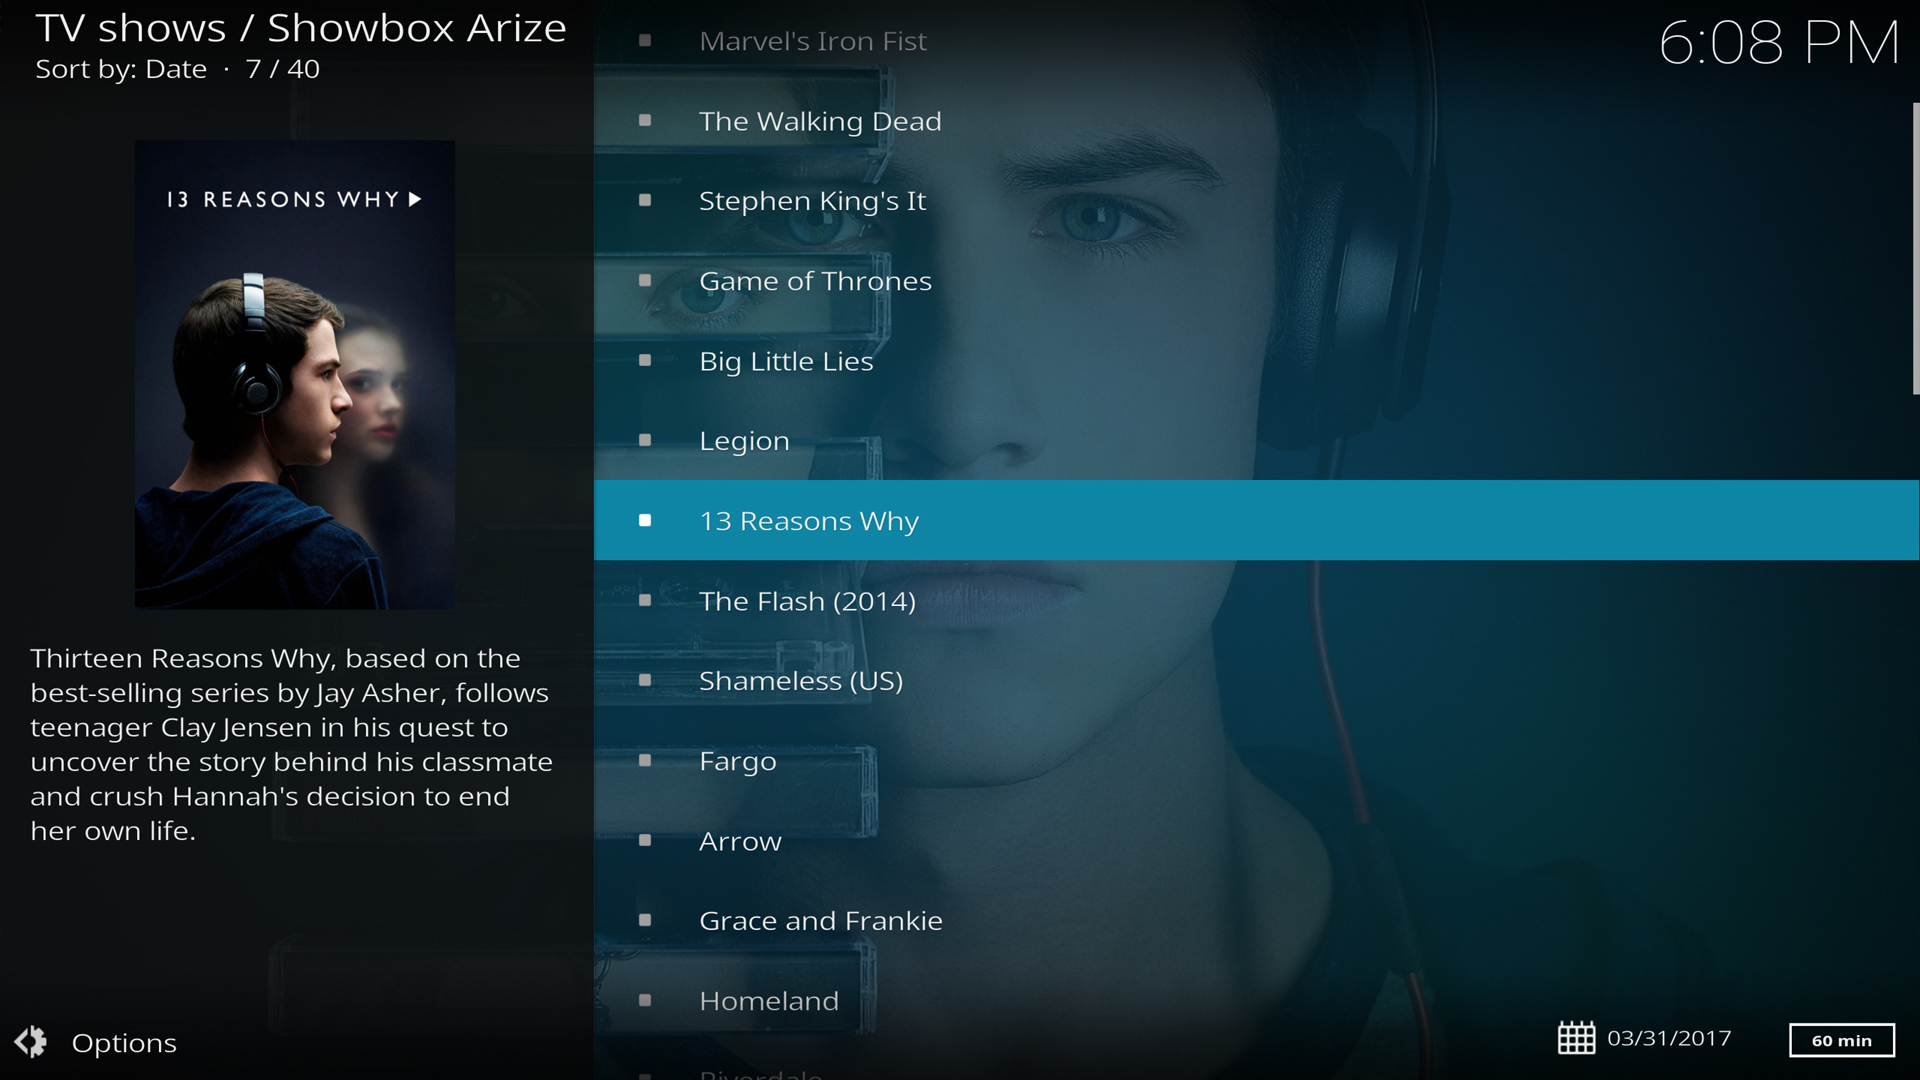 TV shows / Showbox Arize
Sort by: Date · 7 / 40
6:08 PM
13 REASONS WHY
Thirteen Reasons Why, based on the
best-selling series by Jay Asher, follows
teenager Clay Jensen in his quest to
uncover the story behind his classmate
and crush Hannah's decision to end
her own life.
Marvel's Iron Fist
The Walking Dead
Stephen King's It
Game of Thrones
Big Little Lies
Legion
13 Reasons Why
The Flash (2014)
Shameless (US)
Fargo
Arrow
Grace and Frankie
Homeland
Riverdale
Options
03/31/2017
60 min